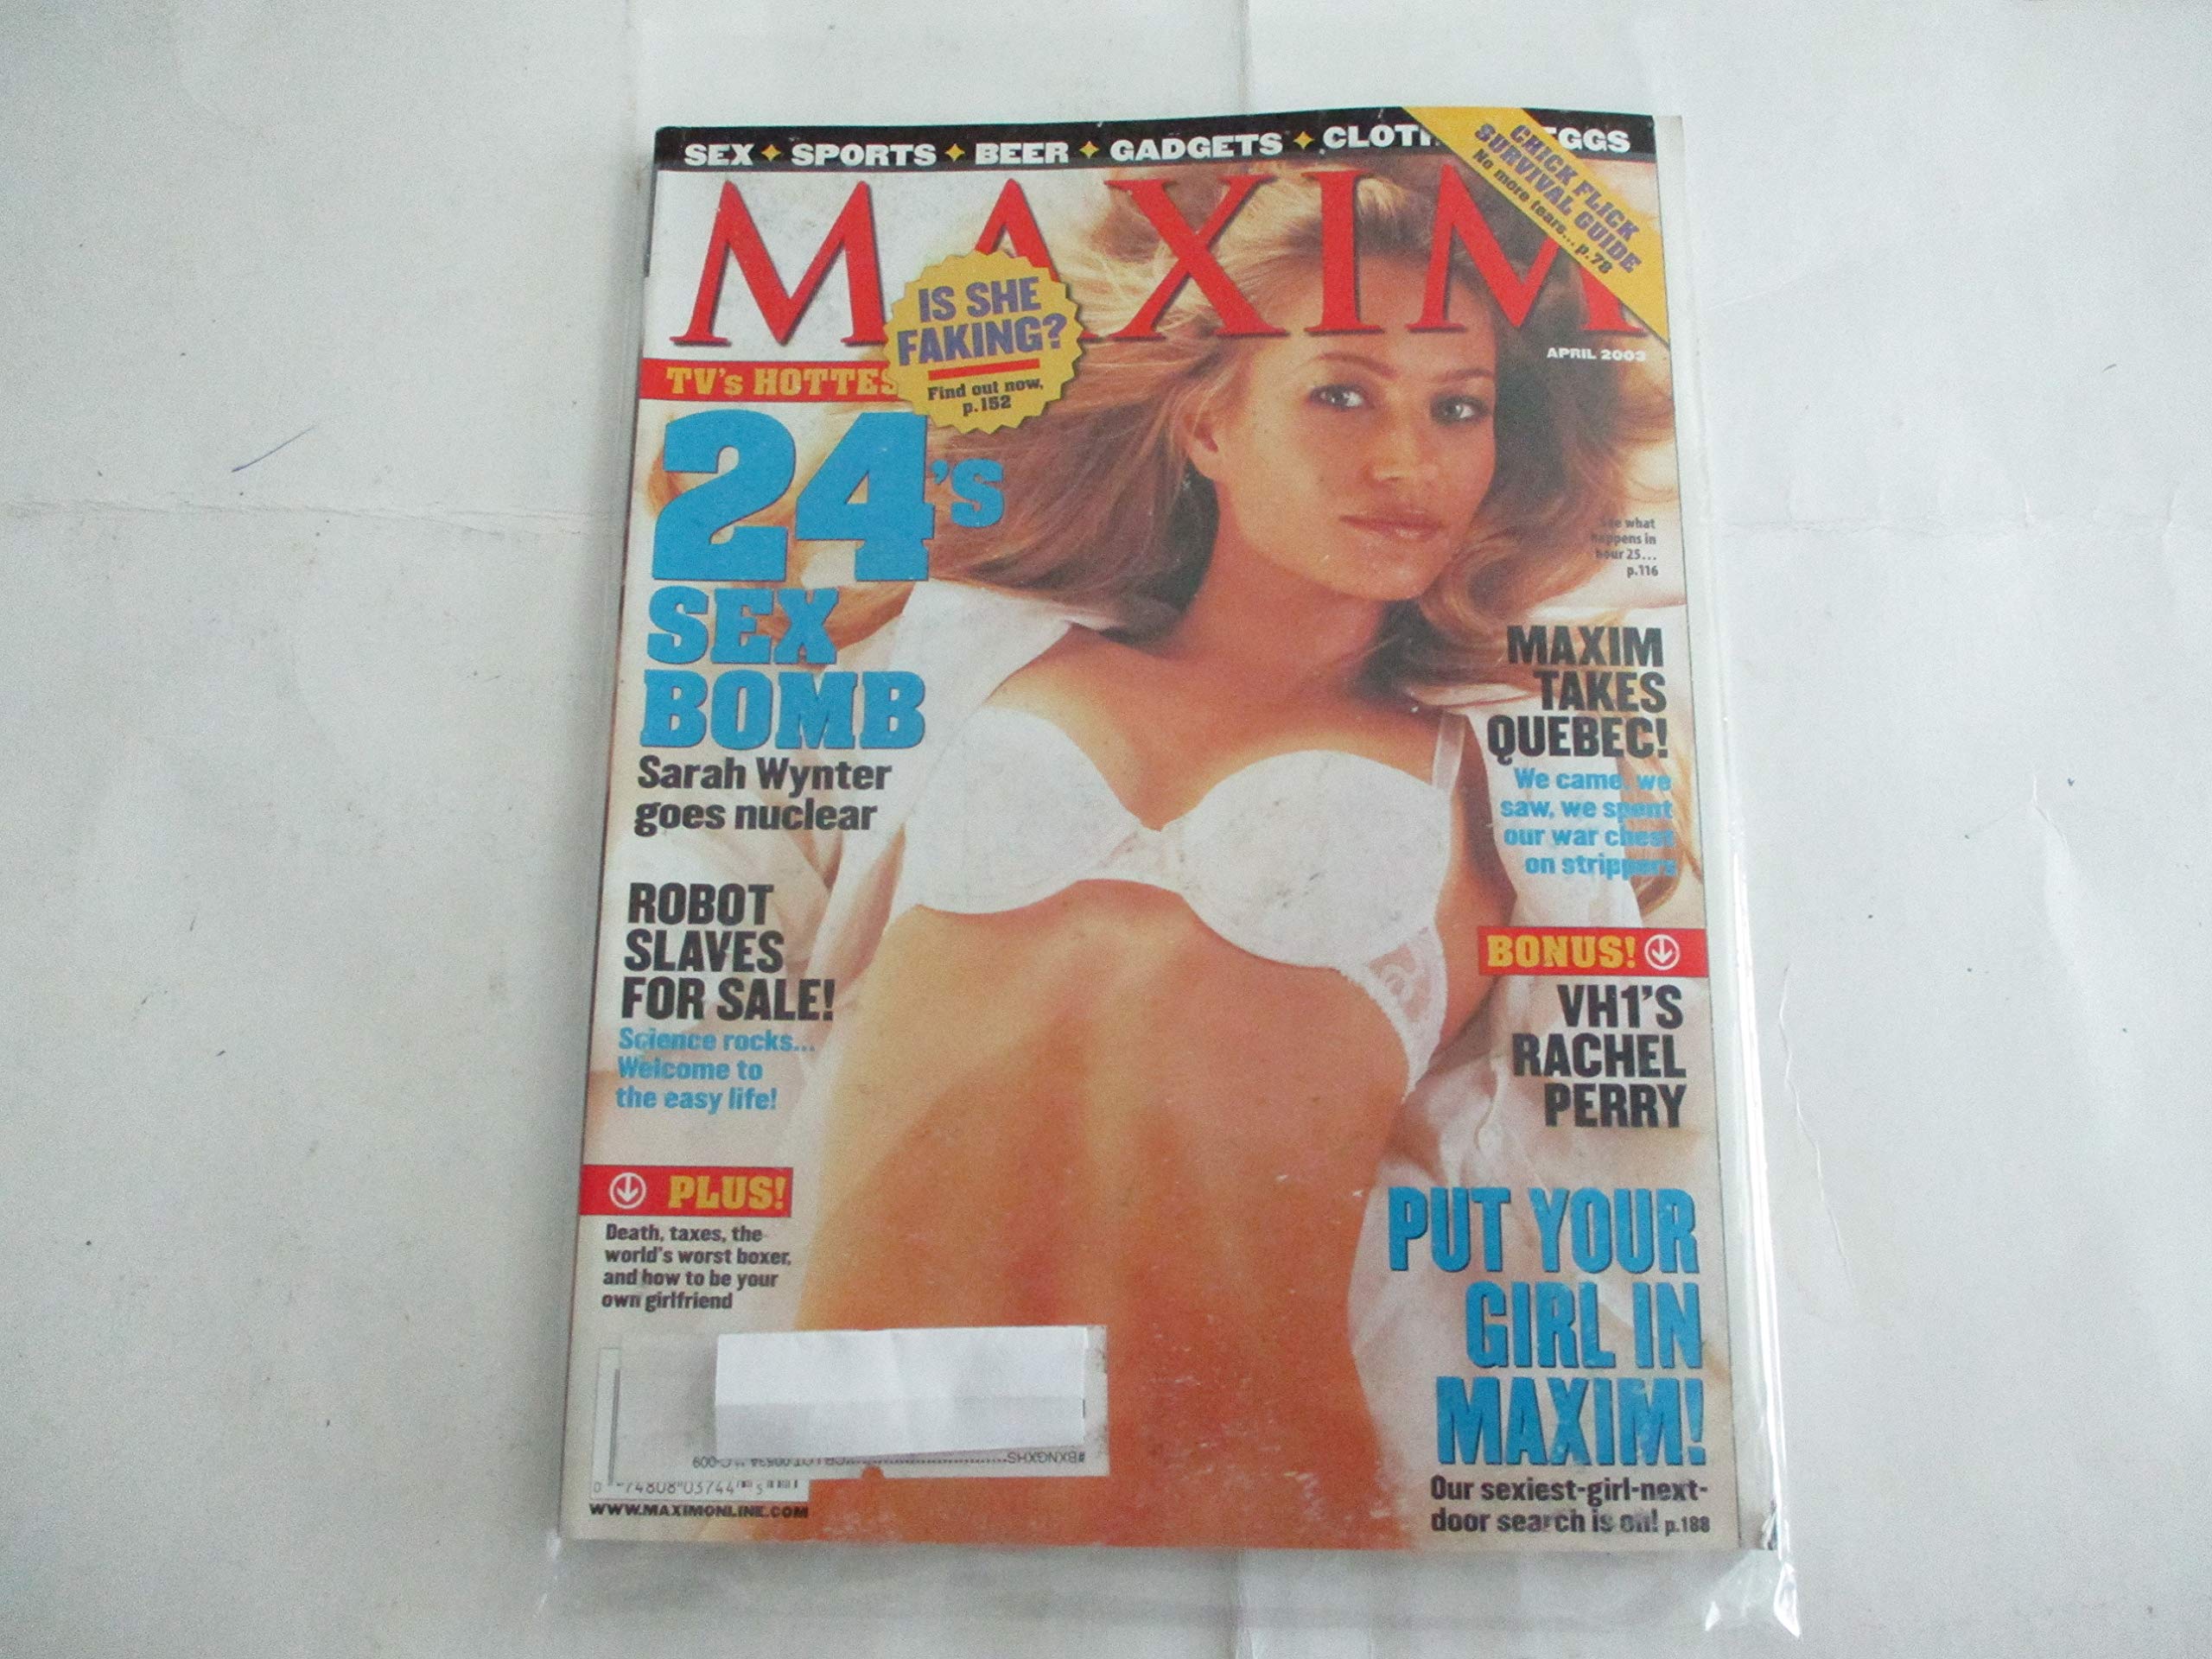 SEX ✦ SPORTS ✦ BEER ✦ GADGETS ✦ CLOTH GGS
CHICK FLICK
SURVIVAL GUIDE
No more tears... p.78
MAXIM
APRIL 2003
IS SHE
FAKING?
Find out now,
p.152
TV's HOTTES
24's
SEX
BOMB
Sarah Wynter
goes nuclear
See what
happens in
hour 25...
p.116
MAXIM
TAKES
QUEBEC!
We came, we
saw, we spent
our war chest
on strippers
ROBOT
SLAVES
FOR SALE!
Science rocks...
Welcome to
the easy life!
BONUS!
VH1'S
RACHEL
PERRY
PLUS!
Death, taxes, the
world's worst boxer,
and how to be your
own girlfriend
PUT YOUR
GIRL IN
MAXIM!
Our sexiest-girl-next-
door search is on! p.188
#BXNGXHS
WWW.MAXIMONLINE.COM